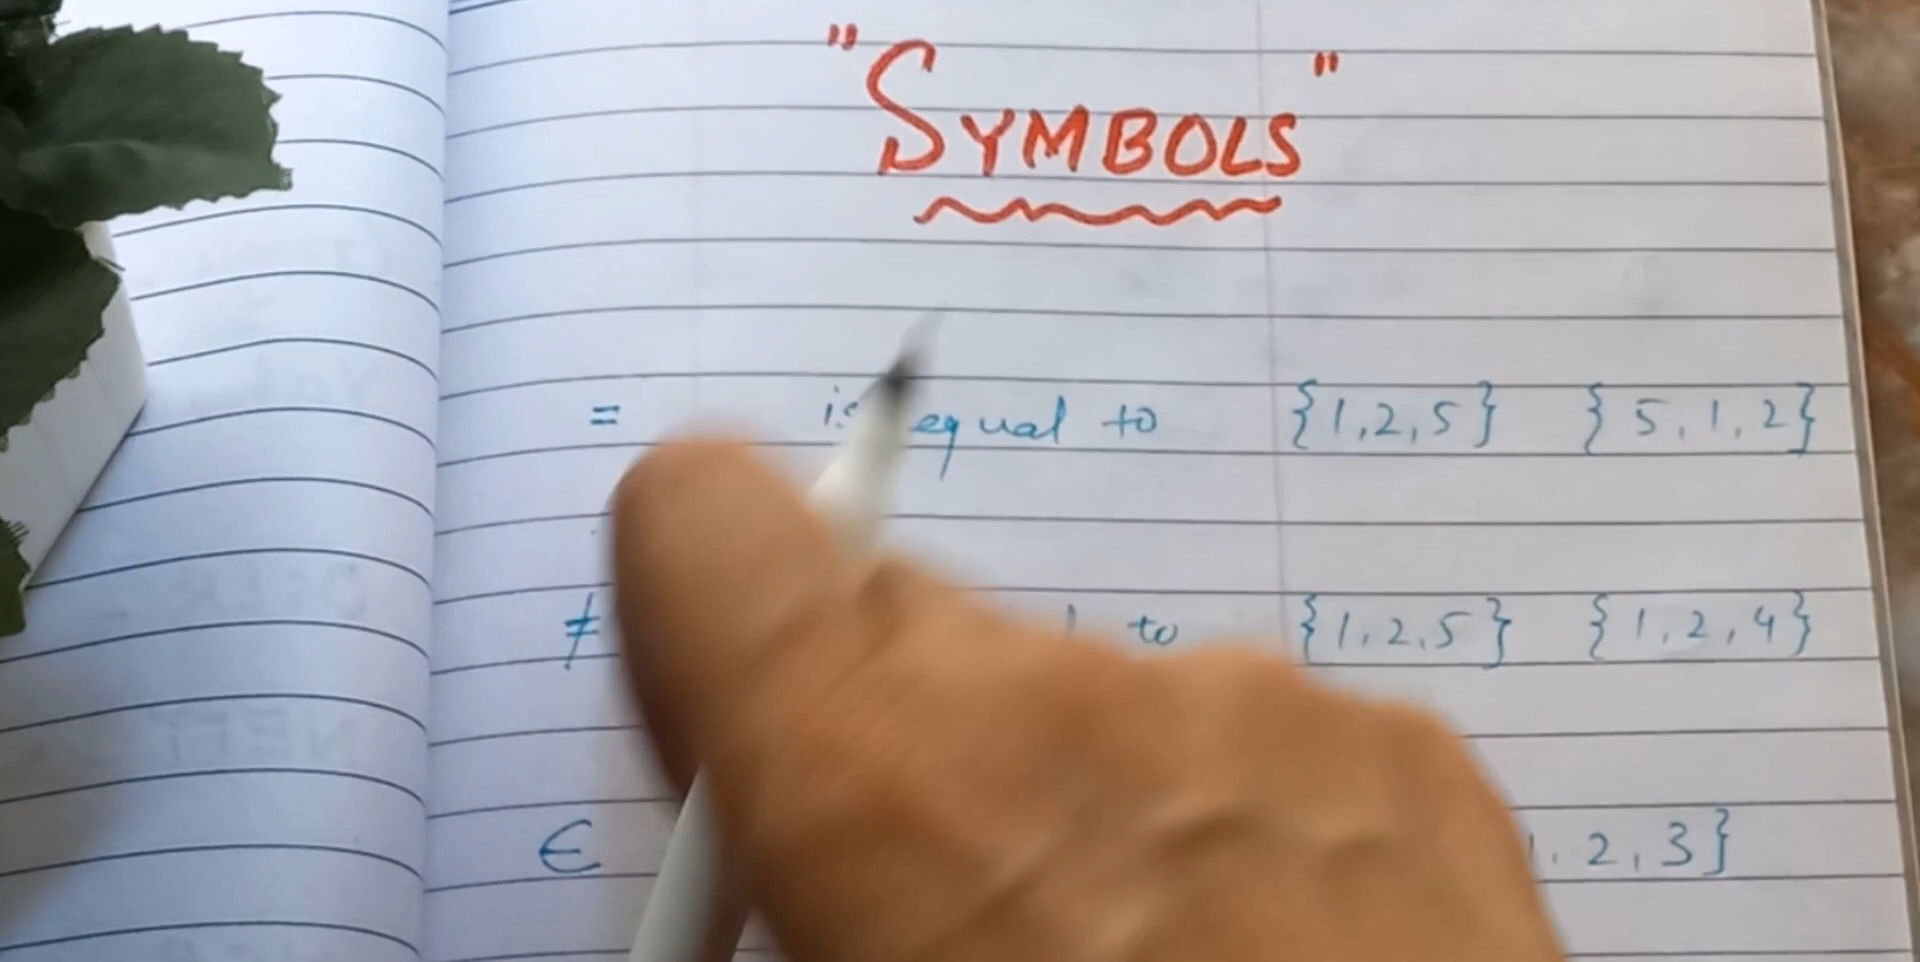 "SYMBOLS"
= is equal to {1,2,5} {5,1,2}
≠ to {1,2,5} {1,2,4}
∈ 2,3}